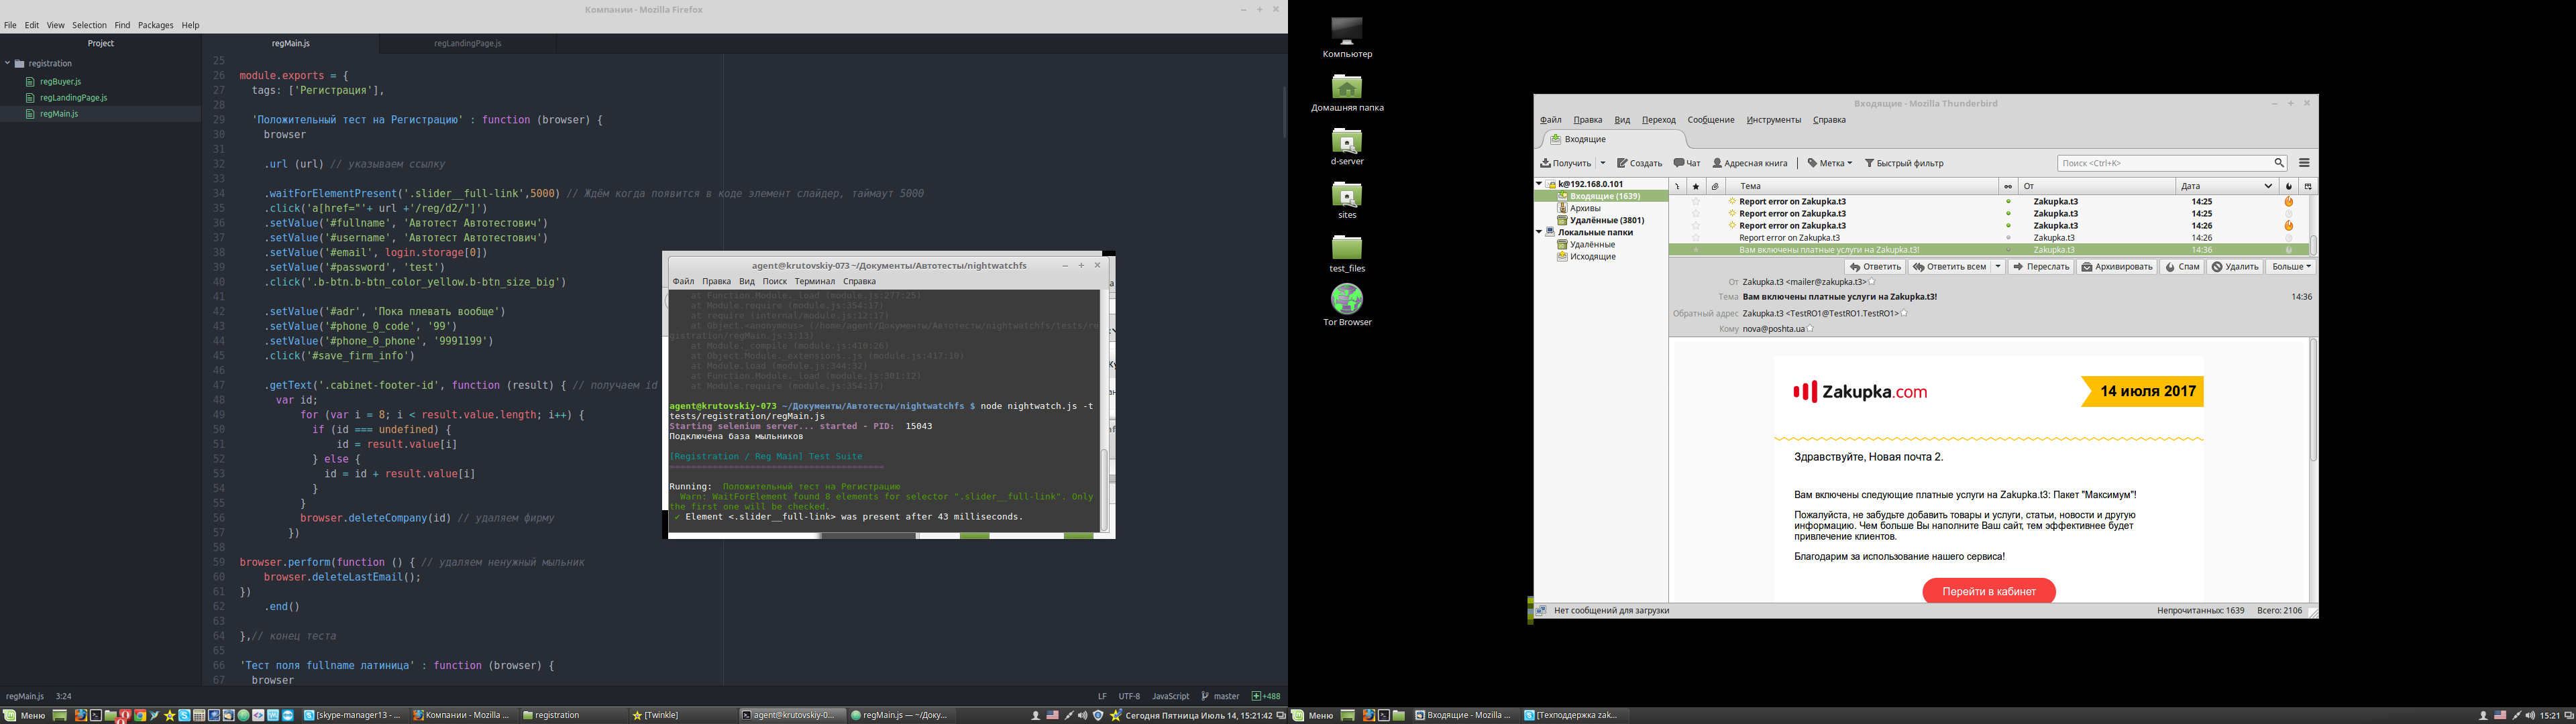 Компании - Mozilla Firefox
File Edit View Selection Find Packages Help
Project
registration
regBuyer.js
regLandingPage.js
regMain.js
regMain.js regLandingPage.js
25
26 module.exports = {
27 tags: ['Регистрация'],
28
29 'Положительный тест на Регистрацию' : function (browser) {
30 browser
31
32 .url (url) // указываем ссылку
33
34 .waitForElementPresent('.slider__full-link',5000) // Ждём когда появится в коде элемент слайдер, таймаут 5000
35 .click('a[href="'+ url +'/reg/d2/"]')
36 .setValue('#fullname', 'Автотест Автотестович')
37 .setValue('#username', 'Автотест Автотестович')
38 .setValue('#email', login.storage[0])
39 .setValue('#password', 'test')
40 .click('.b-btn.b-btn_color_yellow.b-btn_size_big')
41
42 .setValue('#adr', 'Пока плевать вообще')
43 .setValue('#phone_0_code', '99')
44 .setValue('#phone_0_phone', '9991199')
45 .click('#save_firm_info')
46
47 .getText('.cabinet-footer-id', function (result) { // получаем id
48 var id;
49 for (var i = 8; i < result.value.length; i++) {
50 if (id === undefined) {
51 id = result.value[i]
52 } else {
53 id = id + result.value[i]
54 }
55 }
56 browser.deleteCompany(id) // удаляем фирму
57 })
58
59 browser.perform(function () { // удаляем ненужный мыльник
60 browser.deleteLastEmail();
61 })
62 .end()
63
64 },// конец теста
65
66 'Тест поля fullname латиница' : function (browser) {
67 browser
regMain.js 3:24
LF UTF-8 JavaScript master +488
agent@krutovskiy-073 ~/Документы/Автотесты/nightwatchfs
Файл Правка Вид Поиск Терминал Справка
at Function.Module._load (module.js:277:25)
at Module.require (module.js:354:17)
at require (internal/module.js:12:17)
at Object.<anonymous> (/home/agent/Документы/Автотесты/nightwatchfs/tests/re
gistration/regMain.js:3:13)
at Module._compile (module.js:410:26)
at Object.Module._extensions..js (module.js:417:10)
at Module.load (module.js:344:32)
at Function.Module._load (module.js:301:12)
at Module.require (module.js:354:17)
agent@krutovskiy-073 ~/Документы/Автотесты/nightwatchfs $ node nightwatch.js -t
tests/registration/regMain.js
Starting selenium server... started - PID: 15043
Подключена база мыльников
[Registration / Reg Main] Test Suite
========================================
Running: Положительный тест на Регистрацию
Warn: WaitForElement found 8 elements for selector ".slider__full-link". Only
the first one will be checked.
✔ Element <.slider__full-link> was present after 43 milliseconds.
Меню [skype-manager13 - ... Компании - Mozilla ... registration [Twinkle] agent@krutovskiy-0... regMain.js — ~/Доку... Сегодня Пятница Июль 14, 15:21:42
Компьютер
Домашняя папка
d-server
sites
test_files
Tor Browser
Входящие - Mozilla Thunderbird
Файл Правка Вид Переход Сообщение Инструменты Справка
Входящие
Получить Создать Чат Адресная книга Метка Быстрый фильтр Поиск <Ctrl+K>
k@192.168.0.101
Входящие (1639)
Архивы
Удалённые (3801)
Локальные папки
Удалённые
Исходящие
Тема От Дата
Report error on Zakupka.t3 Zakupka.t3 14:25
Report error on Zakupka.t3 Zakupka.t3 14:25
Report error on Zakupka.t3 Zakupka.t3 14:26
Report error on Zakupka.t3 Zakupka.t3 14:26
Вам включены платные услуги на Zakupka.t3! Zakupka.t3 14:36
Ответить Ответить всем Переслать Архивировать Спам Удалить Больше
От Zakupka.t3 <mailer@zakupka.t3>
Тема Вам включены платные услуги на Zakupka.t3! 14:36
Обратный адрес Zakupka.t3 <TestRO1@TestRO1.TestRO1>
Кому nova@poshta.ua
Zakupka.com 14 июля 2017
Здравствуйте, Новая почта 2.
Вам включены следующие платные услуги на Zakupka.t3: Пакет "Максимум"!
Пожалуйста, не забудьте добавить товары и услуги, статьи, новости и другую
информацию. Чем больше Вы наполните Ваш сайт, тем эффективнее будет
привлечение клиентов.
Благодарим за использование нашего сервиса!
Перейти в кабинет
Нет сообщений для загрузки Непрочитанных: 1639 Всего: 2106
Меню Входящие - Mozilla ... [Техподдержка zak... 15:21